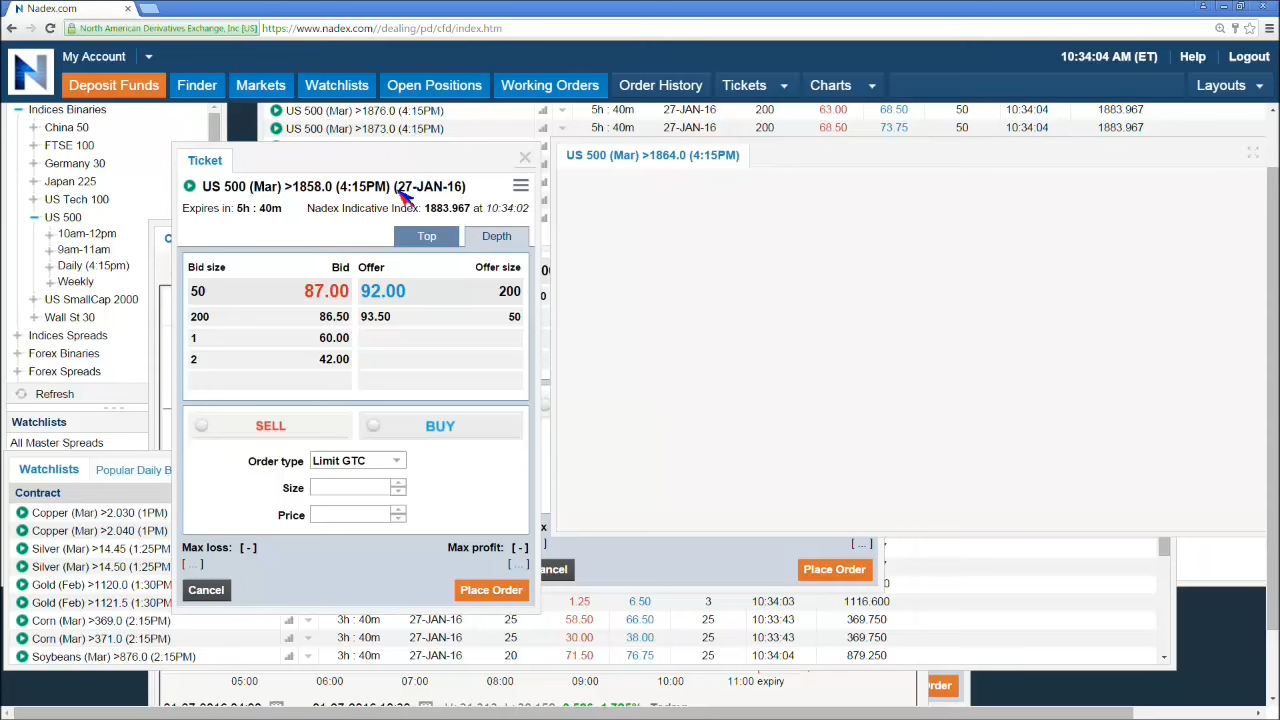 Nadex.com
North American Derivatives Exchange, Inc [US] https://www.nadex.com//dealing/pd/cfd/index.htm
My Account 10:34:04 AM (ET) Help Logout
Deposit Funds Finder Markets Watchlists Open Positions Working Orders Order History Tickets Charts Layouts
Indices Binaries
China 50
FTSE 100
Germany 30
Japan 225
US Tech 100
US 500
10am-12pm
9am-11am
Daily (4:15pm)
Weekly
US SmallCap 2000
Wall St 30
Indices Spreads
Forex Binaries
Forex Spreads
Refresh
Watchlists
All Master Spreads
US 500 (Mar) >1876.0 (4:15PM) 5h : 40m 27-JAN-16 200 63.00 68.50 50 10:34:04 1883.967
US 500 (Mar) >1873.0 (4:15PM) 5h : 40m 27-JAN-16 200 68.50 73.75 50 10:34:04 1883.967
US 500 (Mar) >1864.0 (4:15PM)
Ticket
US 500 (Mar) >1858.0 (4:15PM) (27-JAN-16)
Expires in: 5h : 40m Nadex Indicative Index: 1883.967 at 10:34:02
Top Depth
Bid size Bid Offer Offer size
50 87.00 92.00 200
200 86.50 93.50 50
1 60.00
2 42.00
SELL BUY
Order type Limit GTC
Size
Price
Max loss: [ - ] Max profit: [ - ]
[ ... ] [ ... ]
Cancel Place Order
[ ... ]
Place Order
Watchlists Popular Daily B
Contract
Copper (Mar) >2.030 (1PM)
Copper (Mar) >2.040 (1PM)
Silver (Mar) >14.45 (1:25PM)
Silver (Mar) >14.50 (1:25PM)
Gold (Feb) >1120.0 (1:30PM)
Gold (Feb) >1121.5 (1:30PM) 1.25 6.50 3 10:34:03 1116.600
Corn (Mar) >369.0 (2:15PM) 3h : 40m 27-JAN-16 25 58.50 66.50 25 10:33:43 369.750
Corn (Mar) >371.0 (2:15PM) 3h : 40m 27-JAN-16 25 30.00 38.00 25 10:33:43 369.750
Soybeans (Mar) >876.0 (2:15PM) 3h : 40m 27-JAN-16 20 71.50 76.75 25 10:34:04 879.250
05:00 06:00 07:00 08:00 09:00 10:00 11:00 expiry